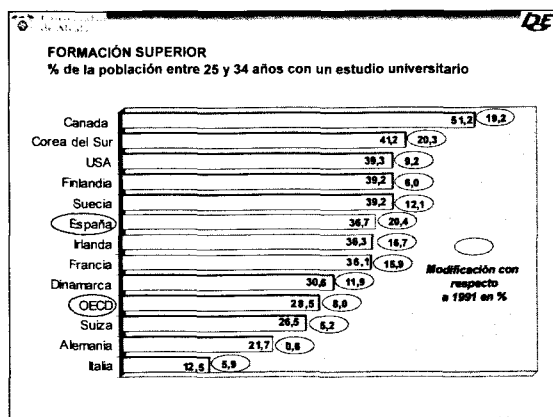 FORMACIÓN SUPERIOR
% de la población entre 25 y 34 años con un estudio universitario
Canada 51,2 19,2
Corea del Sur 41,2 20,3
USA 39,3 9,2
Finlandia 39,2 6,0
Suecia 39,2 12,1
España 36,7 20,4
Irlanda 36,3 16,7
Francia 36,1 15,9
Dinamarca 30,6 11,9
OECD 28,5 8,0
Suiza 26,5 5,2
Alemania 21,7 0,6
Italia 12,5 5,9
Modificación con
respecto
a 1991 en %